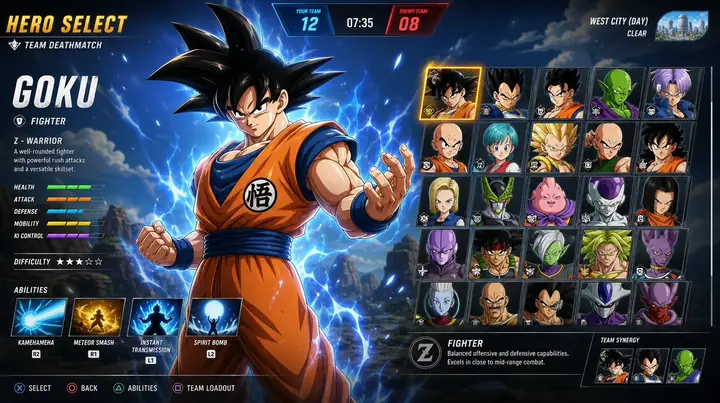 HERO SELECT
TEAM DEATHMATCH
YOUR TEAM
12
07:35
ENEMY TEAM
08
WEST CITY (DAY)
CLEAR
GOKU
FIGHTER
Z - WARRIOR
A well-rounded fighter
with powerful rush attacks
and a versatile skillset.
HEALTH
ATTACK
DEFENSE
MOBILITY
KI CONTROL
DIFFICULTY ★★★☆☆
ABILITIES
KAMEHAMEHA
R2
METEOR SMASH
R1
INSTANT
TRANSMISSION
L1
SPIRIT BOMB
L2
悟
Z
FIGHTER
Balanced offensive and defensive capabilities.
Excels in close to mid-range combat.
TEAM SYNERGY
SELECT
BACK
ABILITIES
TEAM LOADOUT